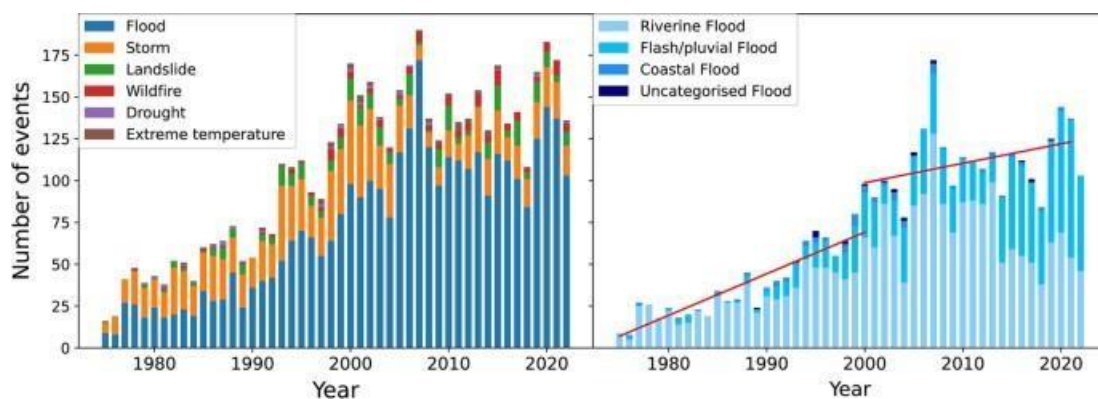 Flood
Storm
Landslide
Wildfire
Drought
Extreme temperature
Number of events
175
150
125
100
75
50
25
0
1980
1990
2000
2010
2020
Year
Riverine Flood
Flash/pluvial Flood
Coastal Flood
Uncategorised Flood
1980
1990
2000
2010
2020
Year